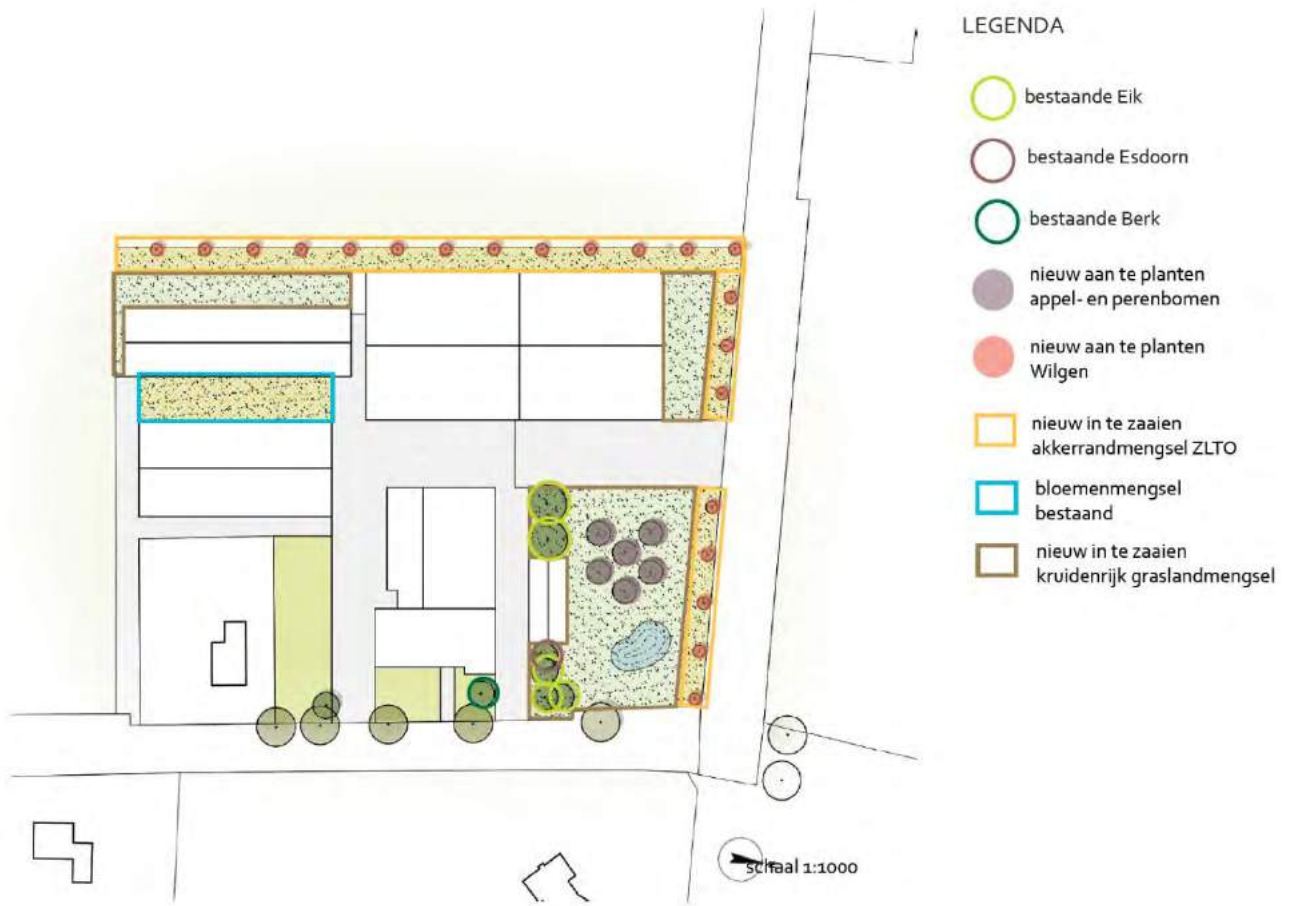 LEGENDA
bestaande Eik
bestaande Esdoorn
bestaande Berk
nieuw aan te planten
appel- en perenbomen
nieuw aan te planten
Wilgen
nieuw in te zaaien
akkerrandmengsel ZLTO
bloemenmengsel
bestaand
nieuw in te zaaien
kruidenrijk graslandmengsel
schaal 1:1000